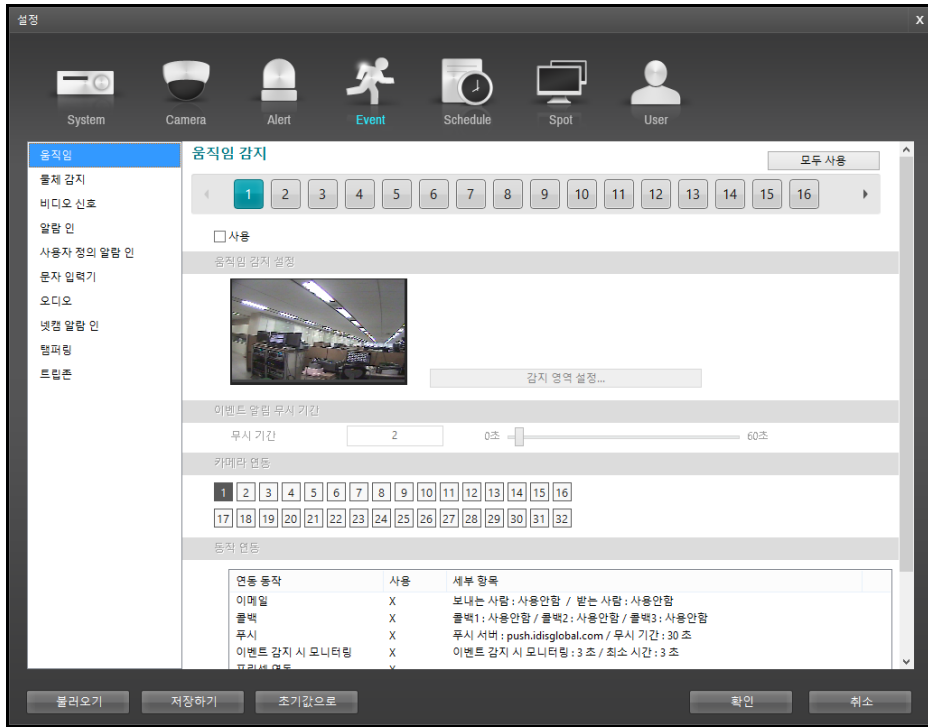 설정 X
System Camera Alert Event Schedule Spot User
움직임
물체 감지
비디오 신호
알람 인
사용자 정의 알람 인
문자 입력기
오디오
넷캠 알람 인
탬퍼링
트립존
움직임 감지
모두 사용
1 2 3 4 5 6 7 8 9 10 11 12 13 14 15 16
사용
움직임 감지 설정
감지 영역 설정...
이벤트 알림 무시 기간
무시 기간 2 0초 60초
카메라 연동
1 2 3 4 5 6 7 8 9 10 11 12 13 14 15 16
17 18 19 20 21 22 23 24 25 26 27 28 29 30 31 32
동작 연동
연동 동작 사용 세부 항목
이메일 X 보내는 사람 : 사용안함 / 받는 사람 : 사용안함
콜백 X 콜백1 : 사용안함 / 콜백2 : 사용안함 / 콜백3 : 사용안함
푸시 X 푸시 서버 : push.idisglobal.com / 무시 기간 : 30 초
이벤트 감지 시 모니터링 X 이벤트 감지 시 모니터링 : 3 초 / 최소 시간 : 3 초
프리셋 연동 X
불러오기 저장하기 초기값으로 확인 취소